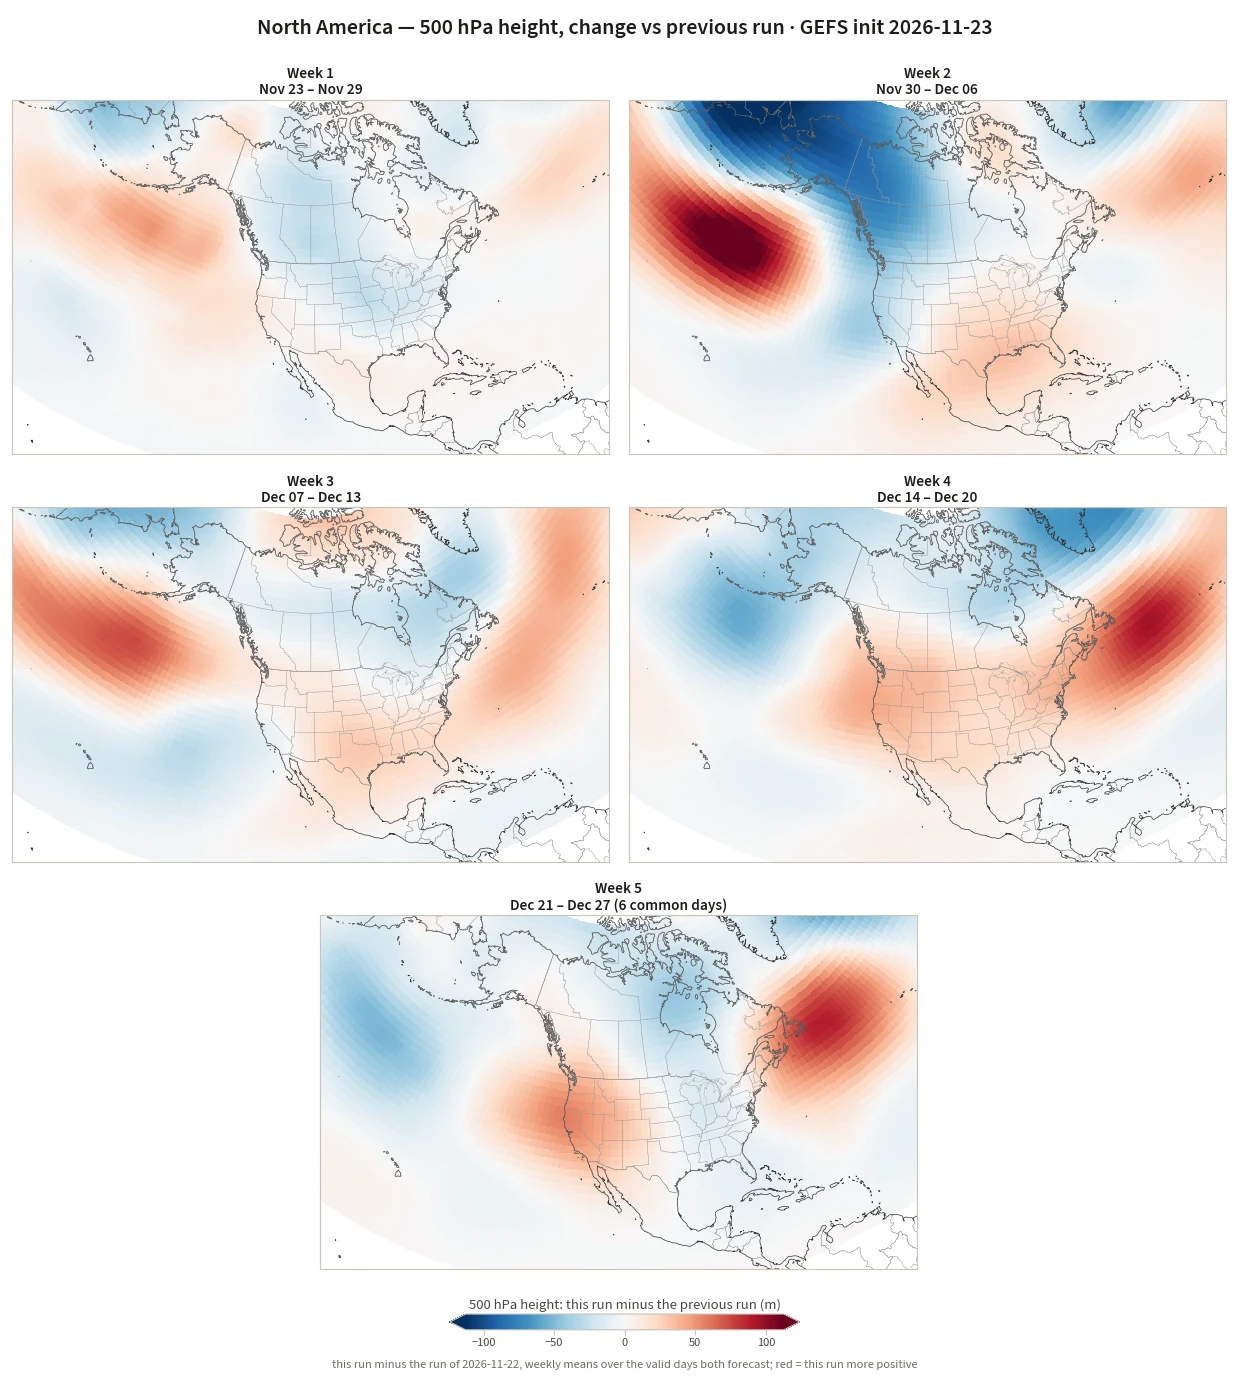 North America — 500 hPa height, change vs previous run · GEFS init 2026-11-23
Week 1
Nov 23 – Nov 29
Week 2
Nov 30 – Dec 06
Week 3
Dec 07 – Dec 13
Week 4
Dec 14 – Dec 20
Week 5
Dec 21 – Dec 27 (6 common days)
500 hPa height: this run minus the previous run (m)
−100 −50 0 50 100
this run minus the run of 2026-11-22, weekly means over the valid days both forecast; red = this run more positive